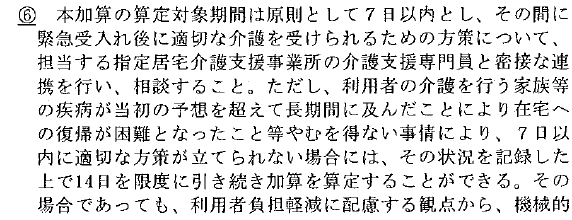 ⑥ 本加算の算定対象期間は原則として７日以内とし、その間に
緊急受入れ後に適切な介護を受けられるための方策について、
担当する指定居宅介護支援事業所の介護支援専門員と密接な連
携を行い、相談すること。ただし、利用者の介護を行う家族等
の疾病が当初の予想を超えて長期間に及んだことにより在宅へ
の復帰が困難となったこと等やむを得ない事情により、７日以
内に適切な方策が立てられない場合には、その状況を記録した
上で14日を限度に引き続き加算を算定することができる。その
場合であっても、利用者負担軽減に配慮する観点から、機械的